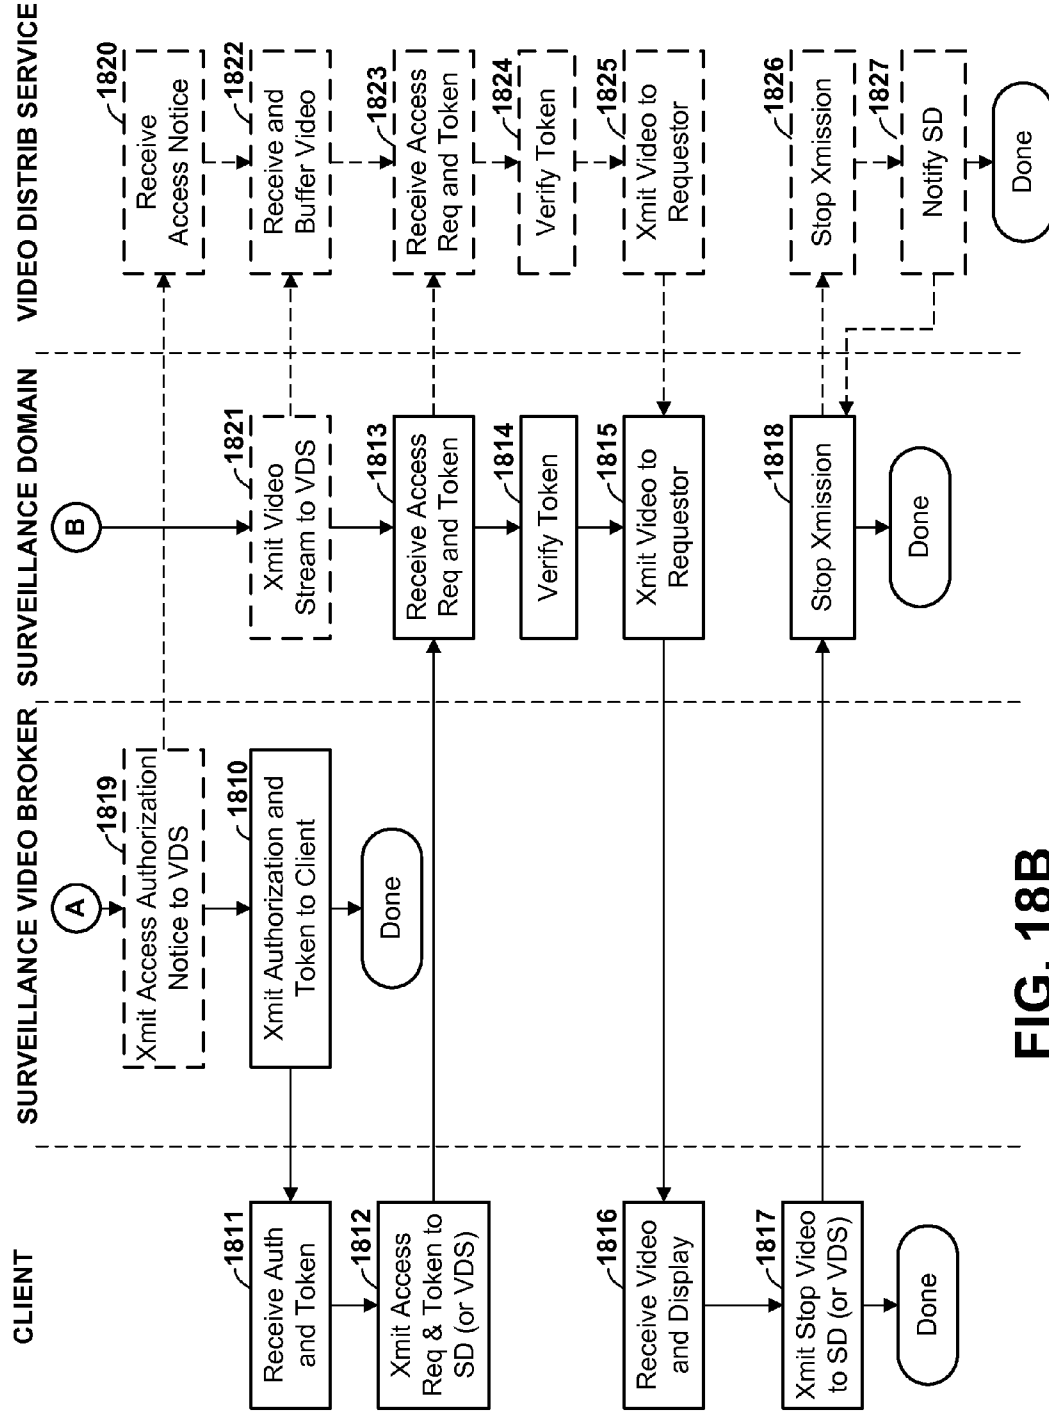 CLIENT
SURVEILLANCE VIDEO BROKER
SURVEILLANCE DOMAIN
VIDEO DISTRIB SERVICE
A
B
1819
Xmit Access Authorization
Notice to VDS
1820
Receive
Access Notice
1811
Receive Auth
and Token
1810
Xmit Authorization and
Token to Client
1821
Xmit Video
Stream to VDS
1822
Receive and
Buffer Video
1812
Xmit Access
Req & Token to
SD (or VDS)
Done
1813
Receive Access
Req and Token
1823
Receive Access
Req and Token
1814
Verify Token
1824
Verify Token
1816
Receive Video
and Display
1815
Xmit Video to
Requestor
1825
Xmit Video to
Requestor
1817
Xmit Stop Video
to SD (or VDS)
1818
Stop Xmission
1826
Stop Xmission
Done
Done
1827
Notify SD
Done
FIG. 18B